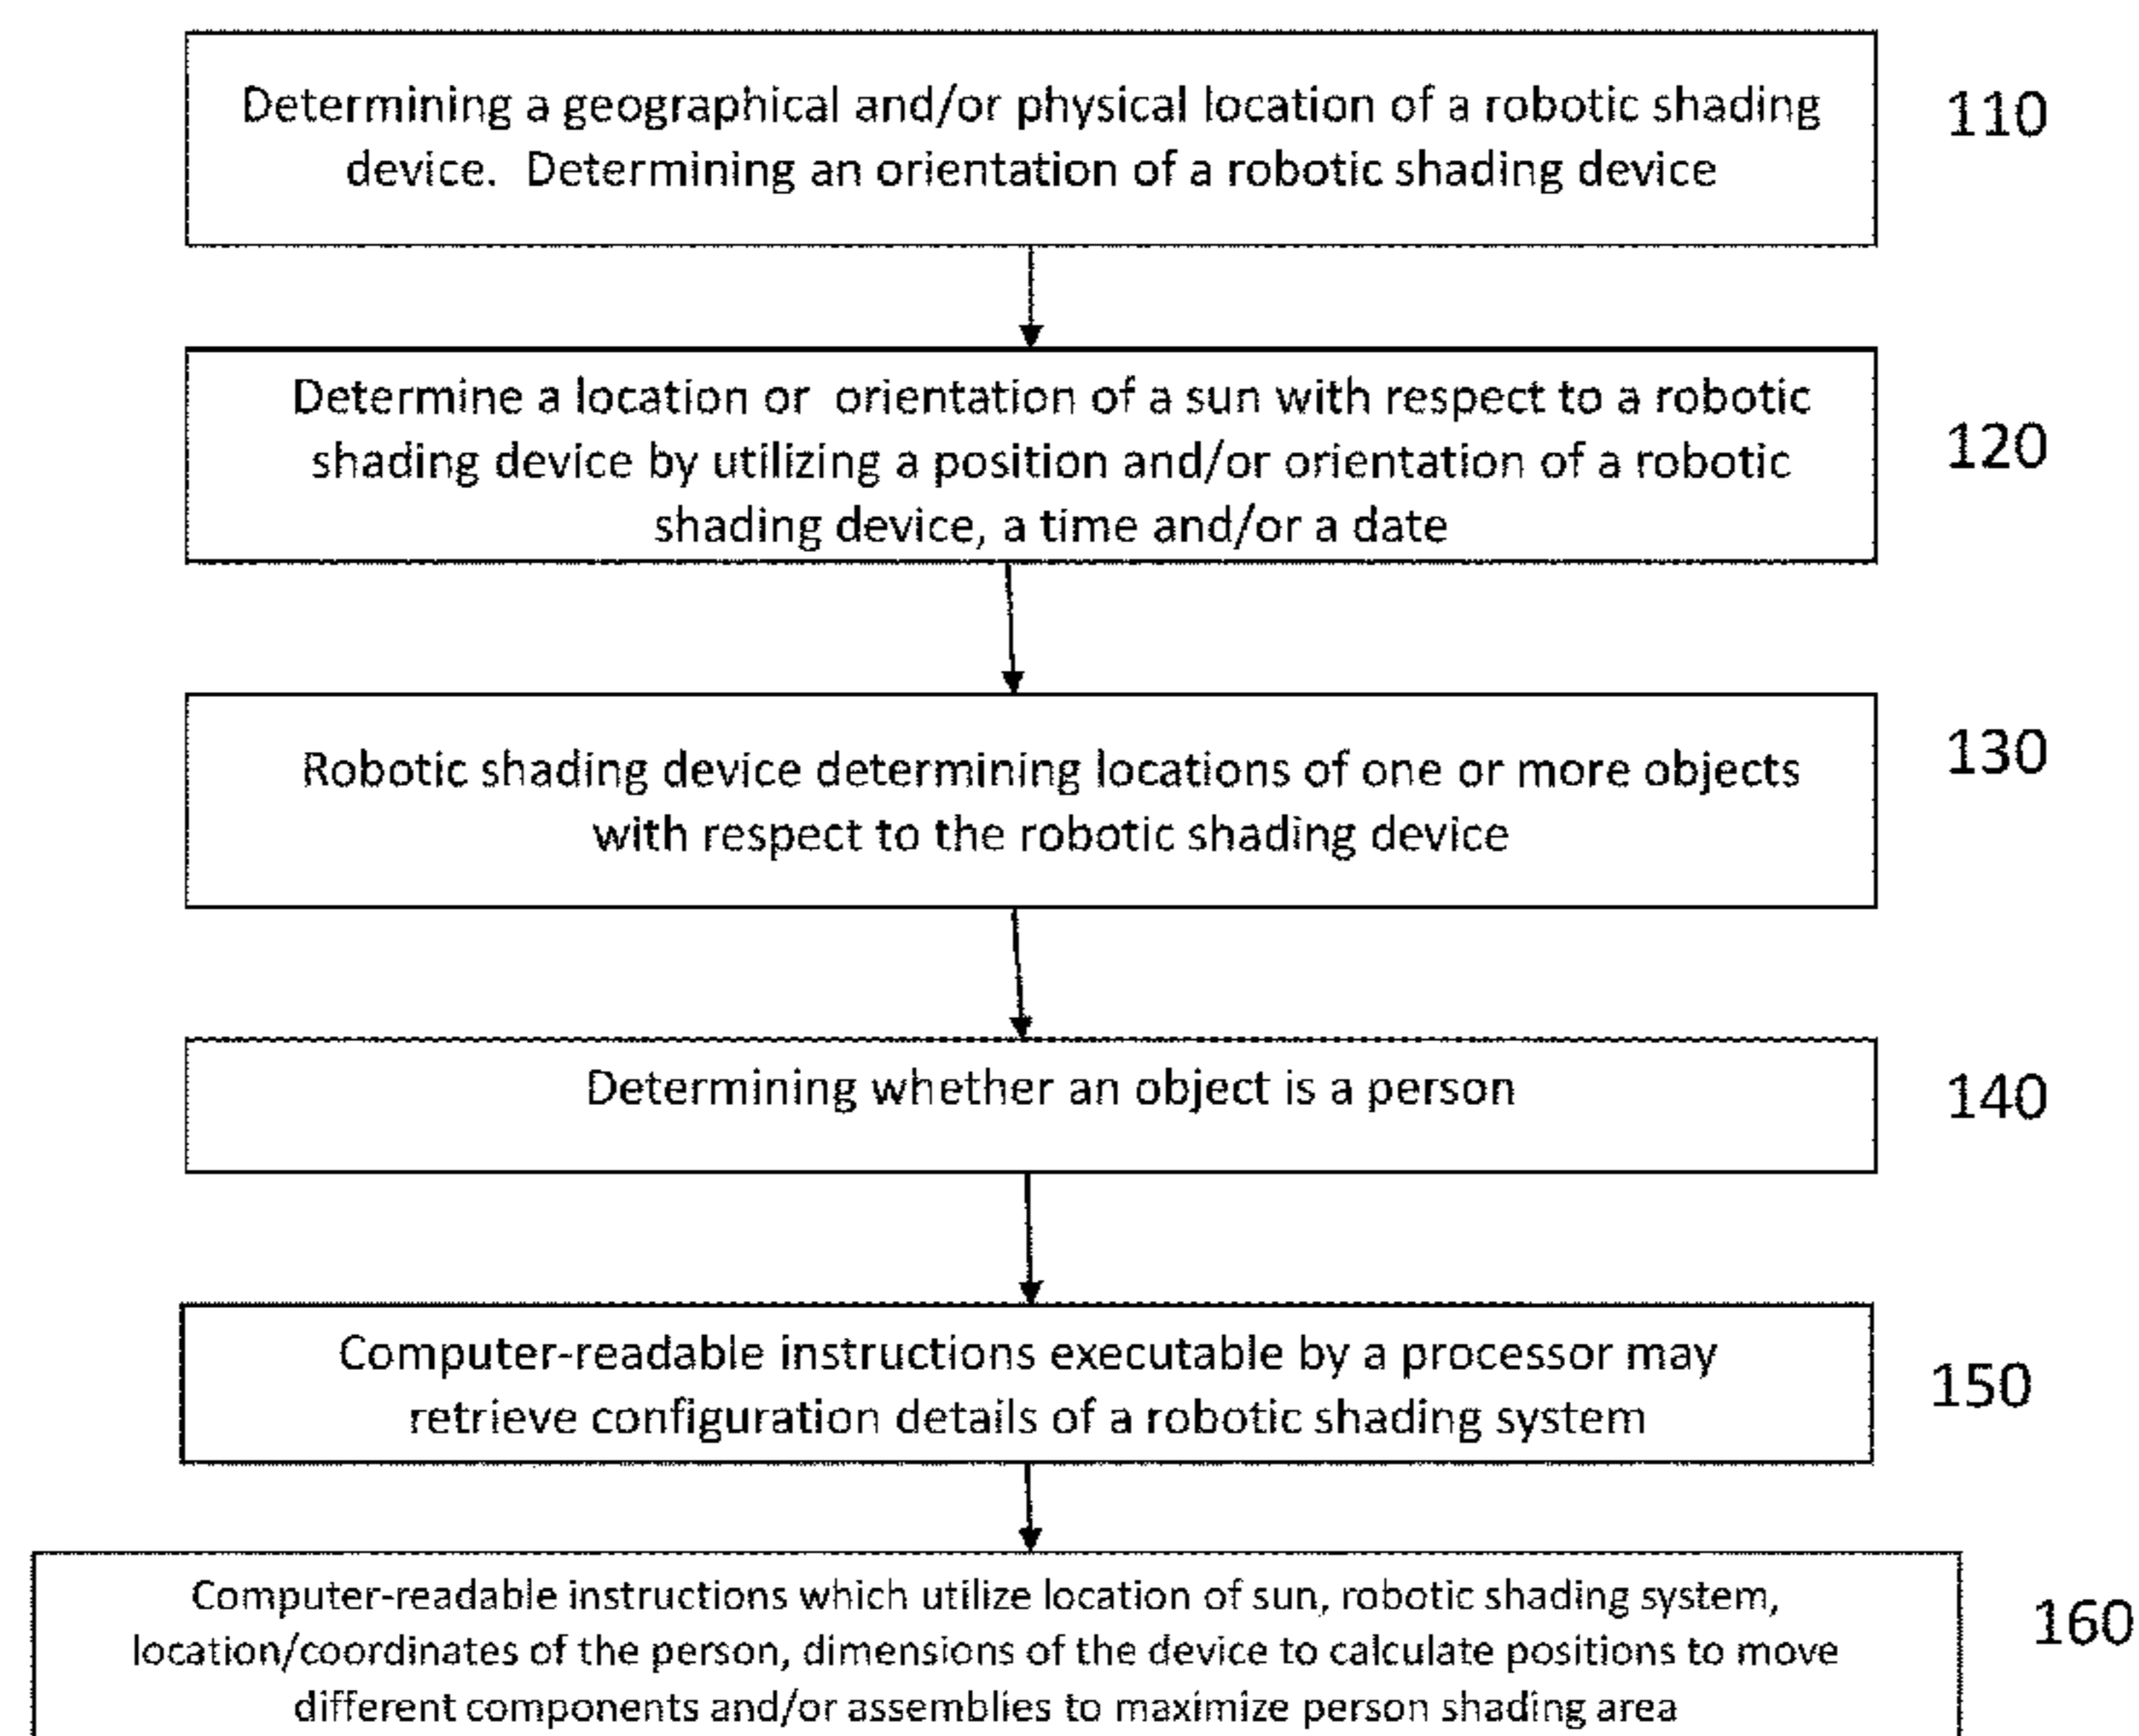 Determining a geographical and/or physical location of a robotic shading
device.  Determining an orientation of a robotic shading device
110
Determine a location or  orientation of a sun with respect to a robotic
shading device by utilizing a position and/or orientation of a robotic
shading device, a time and/or a date
120
Robotic shading device determining locations of one or more objects
with respect to the robotic shading device
130
Determining whether an object is a person
140
Computer-readable instructions executable by a processor may
retrieve configuration details of a robotic shading system
150
Computer-readable instructions which utilize location of sun, robotic shading system,
location/coordinates of the person, dimensions of the device to calculate positions to move
different components and/or assemblies to maximize person shading area
160